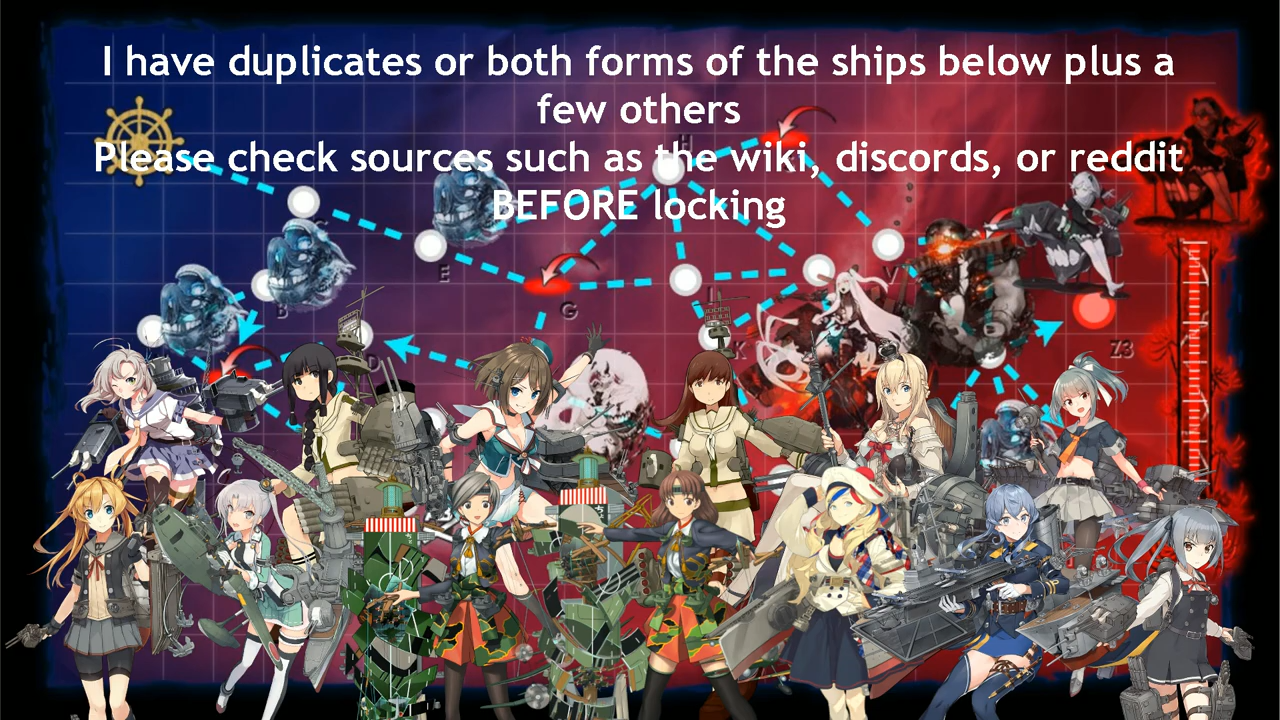 I have duplicates or both forms of the ships below plus a
few others
Please check sources such as the wiki, discords, or reddit
BEFORE locking
H
E
V
B
G
I
D
K
Z3